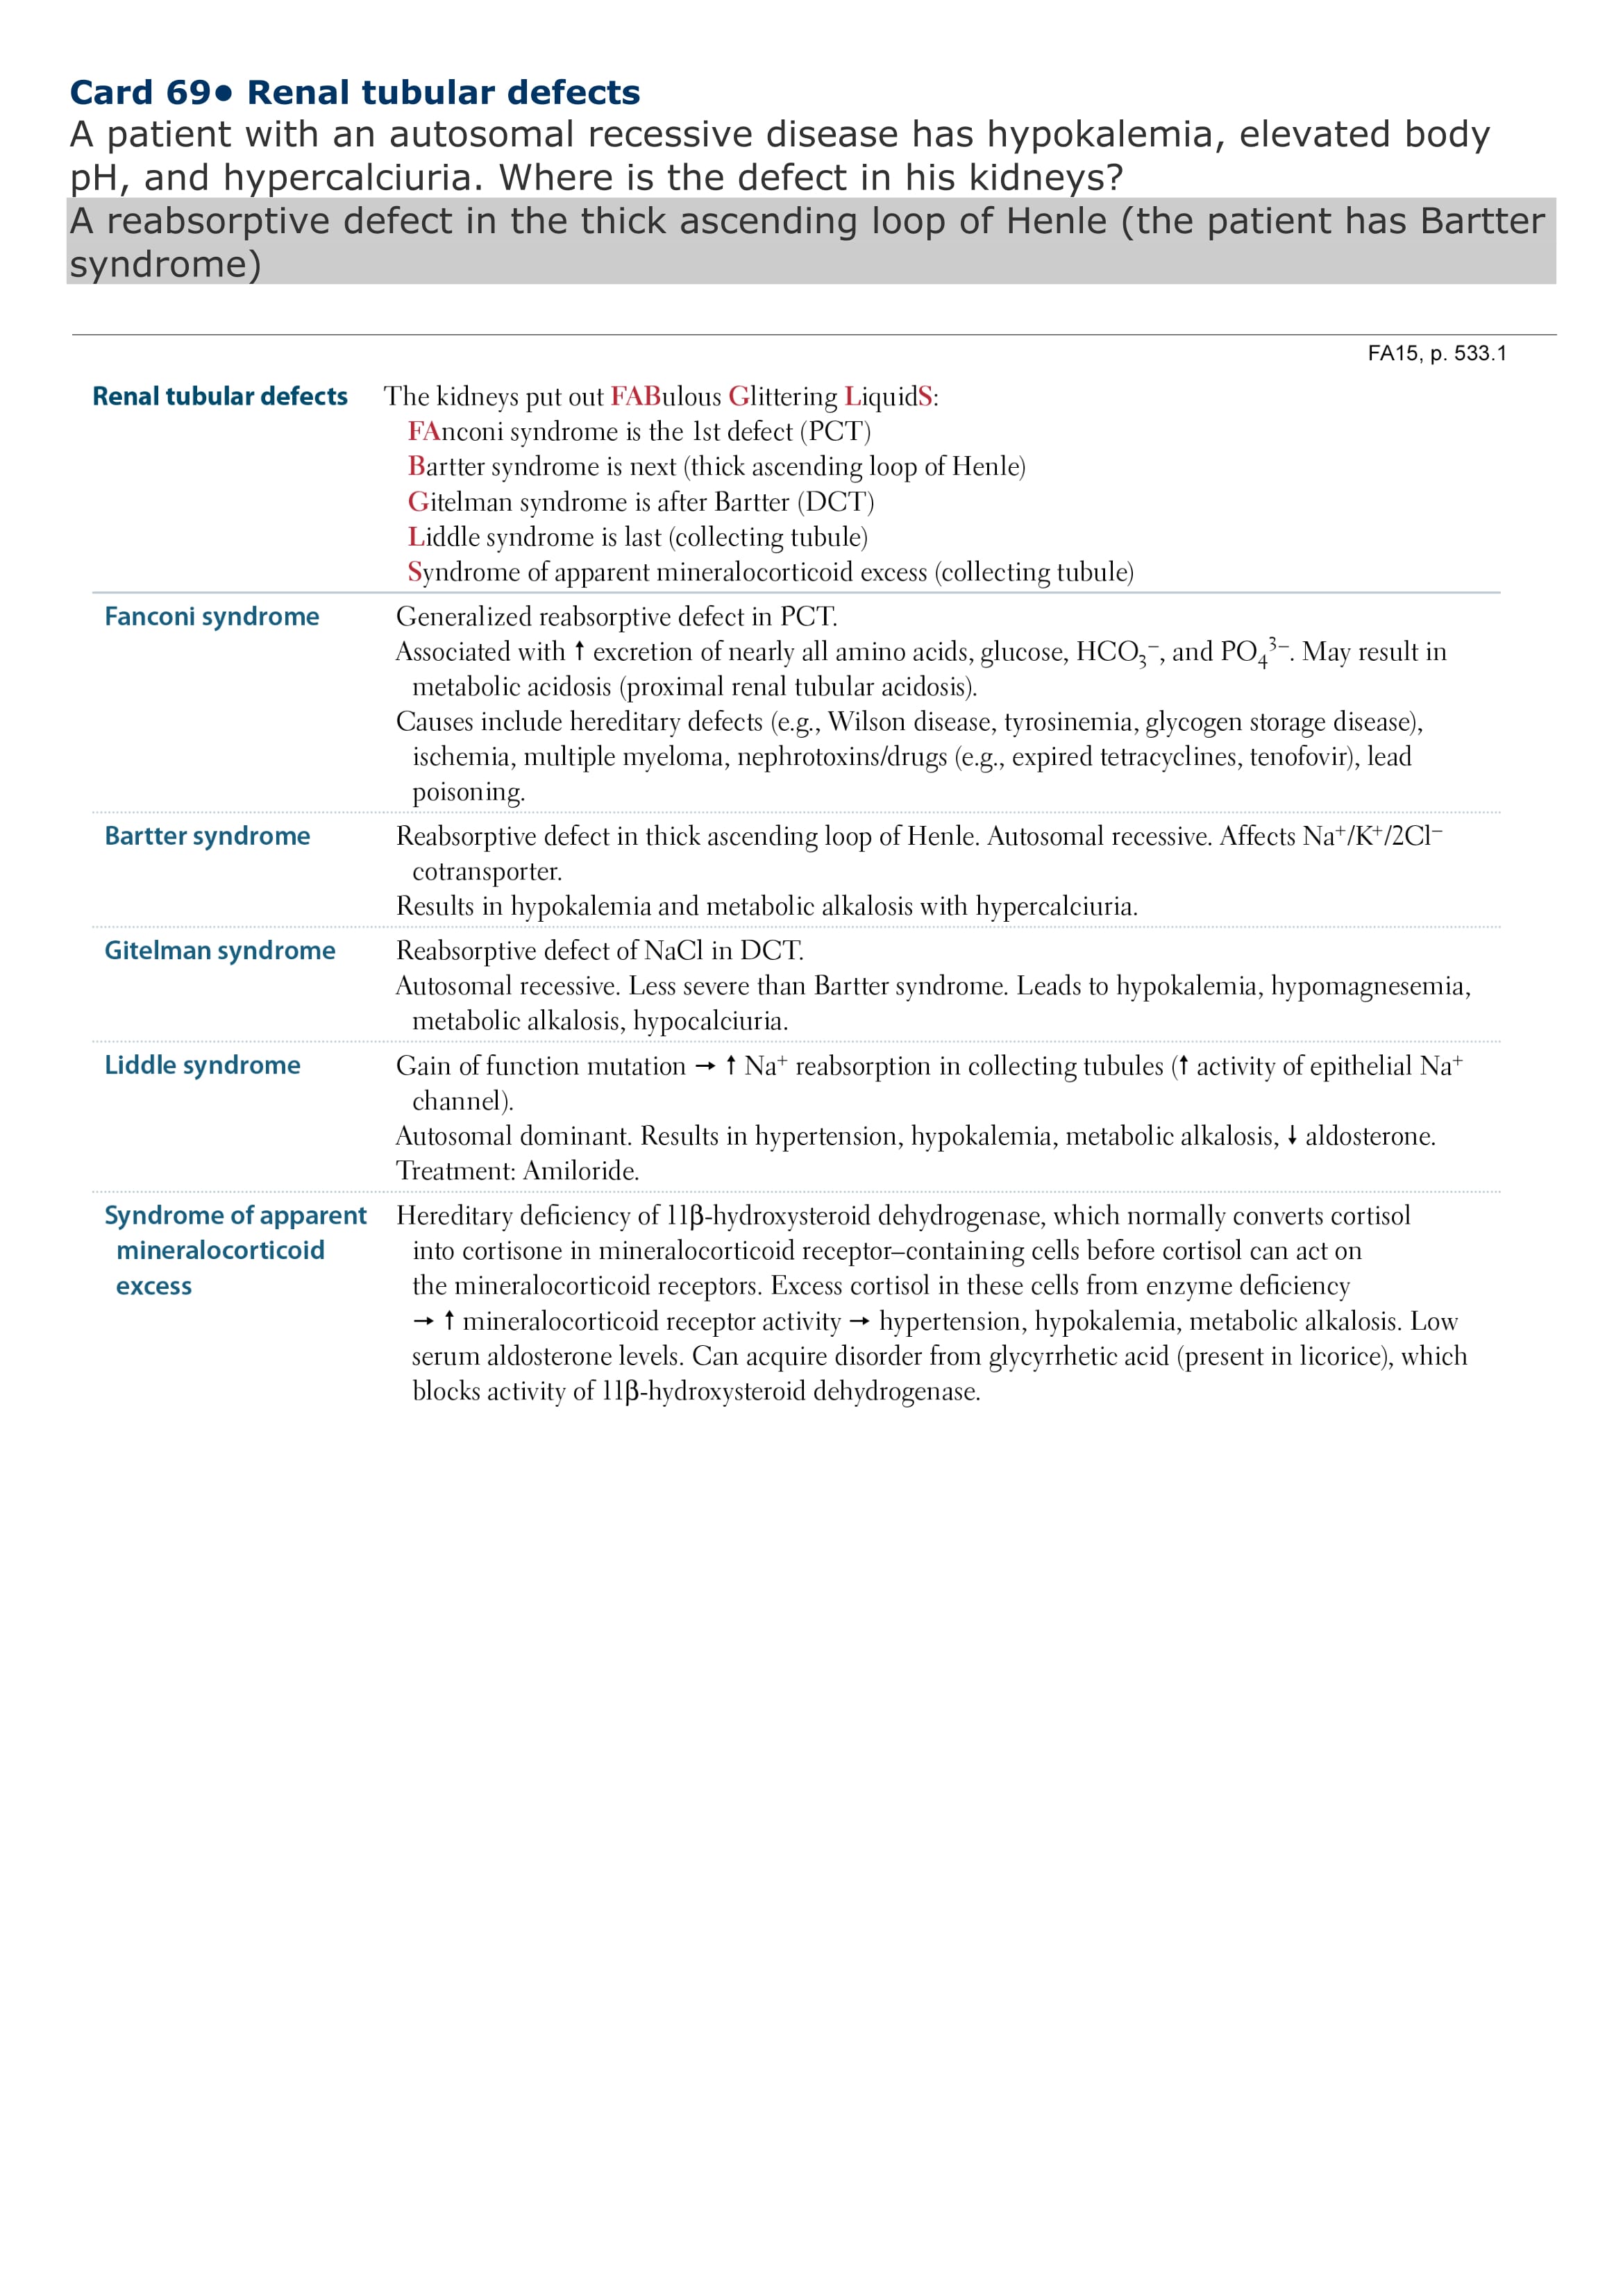 Card 69● Renal tubular defects
A patient with an autosomal recessive disease has hypokalemia, elevated body
pH, and hypercalciuria. Where is the defect in his kidneys?
A reabsorptive defect in the thick ascending loop of Henle (the patient has Bartter
syndrome)
FA15, p. 533.1
Renal tubular defects The kidneys put out FABulous Glittering LiquidS:
FAnconi syndrome is the 1st defect (PCT)
Bartter syndrome is next (thick ascending loop of Henle)
Gitelman syndrome is after Bartter (DCT)
Liddle syndrome is last (collecting tubule)
Syndrome of apparent mineralocorticoid excess (collecting tubule)
Fanconi syndrome Generalized reabsorptive defect in PCT.
Associated with ↑ excretion of nearly all amino acids, glucose, HCO₃⁻, and PO₄³⁻. May result in
metabolic acidosis (proximal renal tubular acidosis).
Causes include hereditary defects (e.g., Wilson disease, tyrosinemia, glycogen storage disease),
ischemia, multiple myeloma, nephrotoxins/drugs (e.g., expired tetracyclines, tenofovir), lead
poisoning.
Bartter syndrome Reabsorptive defect in thick ascending loop of Henle. Autosomal recessive. Affects Na⁺/K⁺/2Cl⁻
cotransporter.
Results in hypokalemia and metabolic alkalosis with hypercalciuria.
Gitelman syndrome Reabsorptive defect of NaCl in DCT.
Autosomal recessive. Less severe than Bartter syndrome. Leads to hypokalemia, hypomagnesemia,
metabolic alkalosis, hypocalciuria.
Liddle syndrome Gain of function mutation → ↑ Na⁺ reabsorption in collecting tubules (↑ activity of epithelial Na⁺
channel).
Autosomal dominant. Results in hypertension, hypokalemia, metabolic alkalosis, ↓ aldosterone.
Treatment: Amiloride.
Syndrome of apparent Hereditary deficiency of 11β-hydroxysteroid dehydrogenase, which normally converts cortisol
mineralocorticoid into cortisone in mineralocorticoid receptor–containing cells before cortisol can act on
excess the mineralocorticoid receptors. Excess cortisol in these cells from enzyme deficiency
→ ↑ mineralocorticoid receptor activity → hypertension, hypokalemia, metabolic alkalosis. Low
serum aldosterone levels. Can acquire disorder from glycyrrhetic acid (present in licorice), which
blocks activity of 11β-hydroxysteroid dehydrogenase.